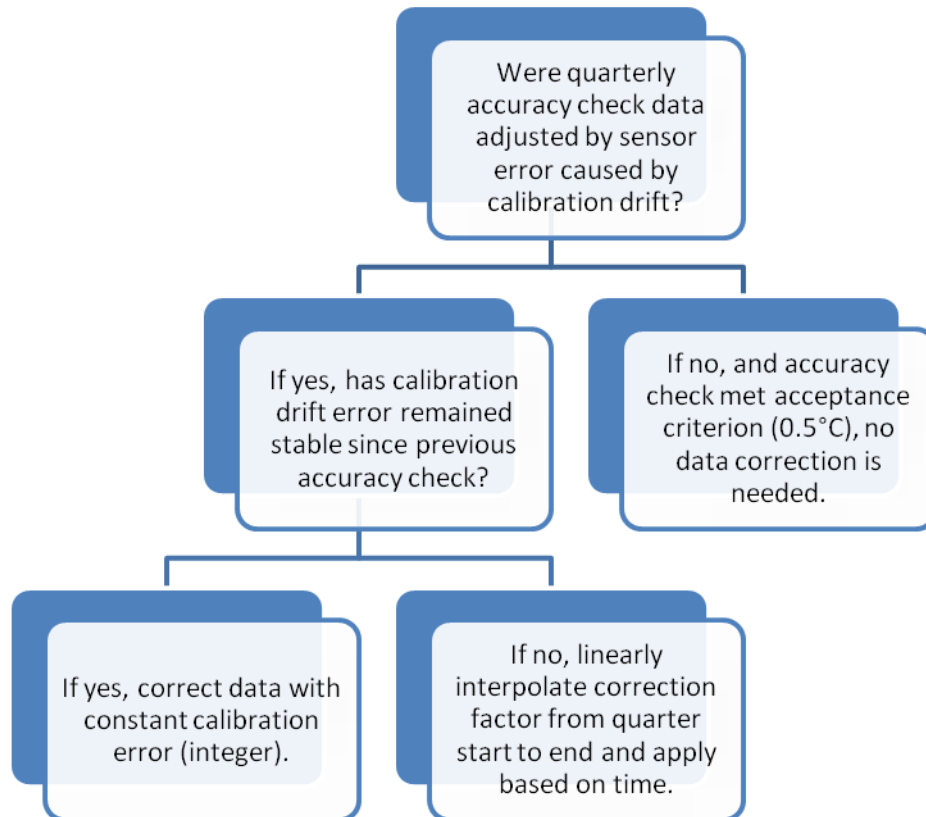 Were quarterly
accuracy check data
adjusted by sensor
error caused by
calibration drift?
If yes, has calibration
drift error remained
stable since previous
accuracy check?
If no, and accuracy
check met acceptance
criterion (0.5°C), no
data correction is
needed.
If yes, correct data with
constant calibration
error (integer).
If no, linearly
interpolate correction
factor from quarter
start to end and apply
based on time.